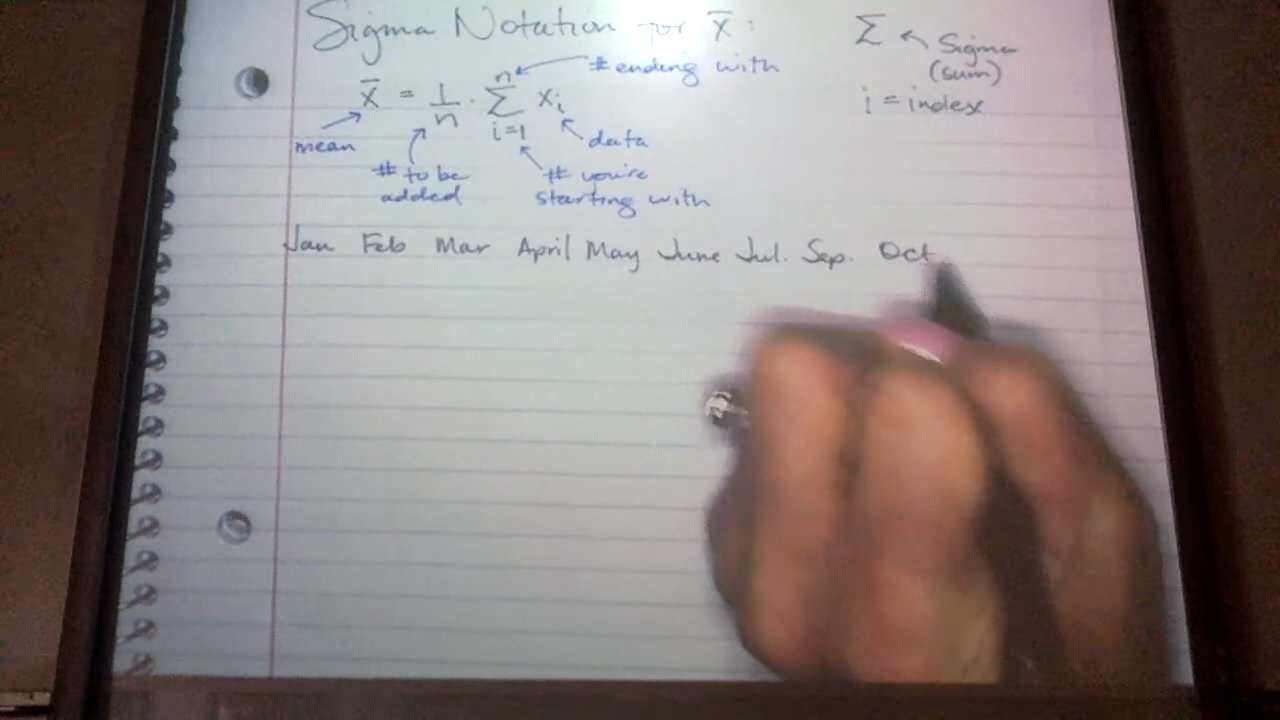 Sigma Notation for x̄ :
Σ ← Sigma
(sum)
i = index
# ending with
x̄ = 1/n · n Σ i=1 xi
mean
data
# to be
added
# you're
starting with
Jan Feb Mar April May June Jul. Sep. Oct